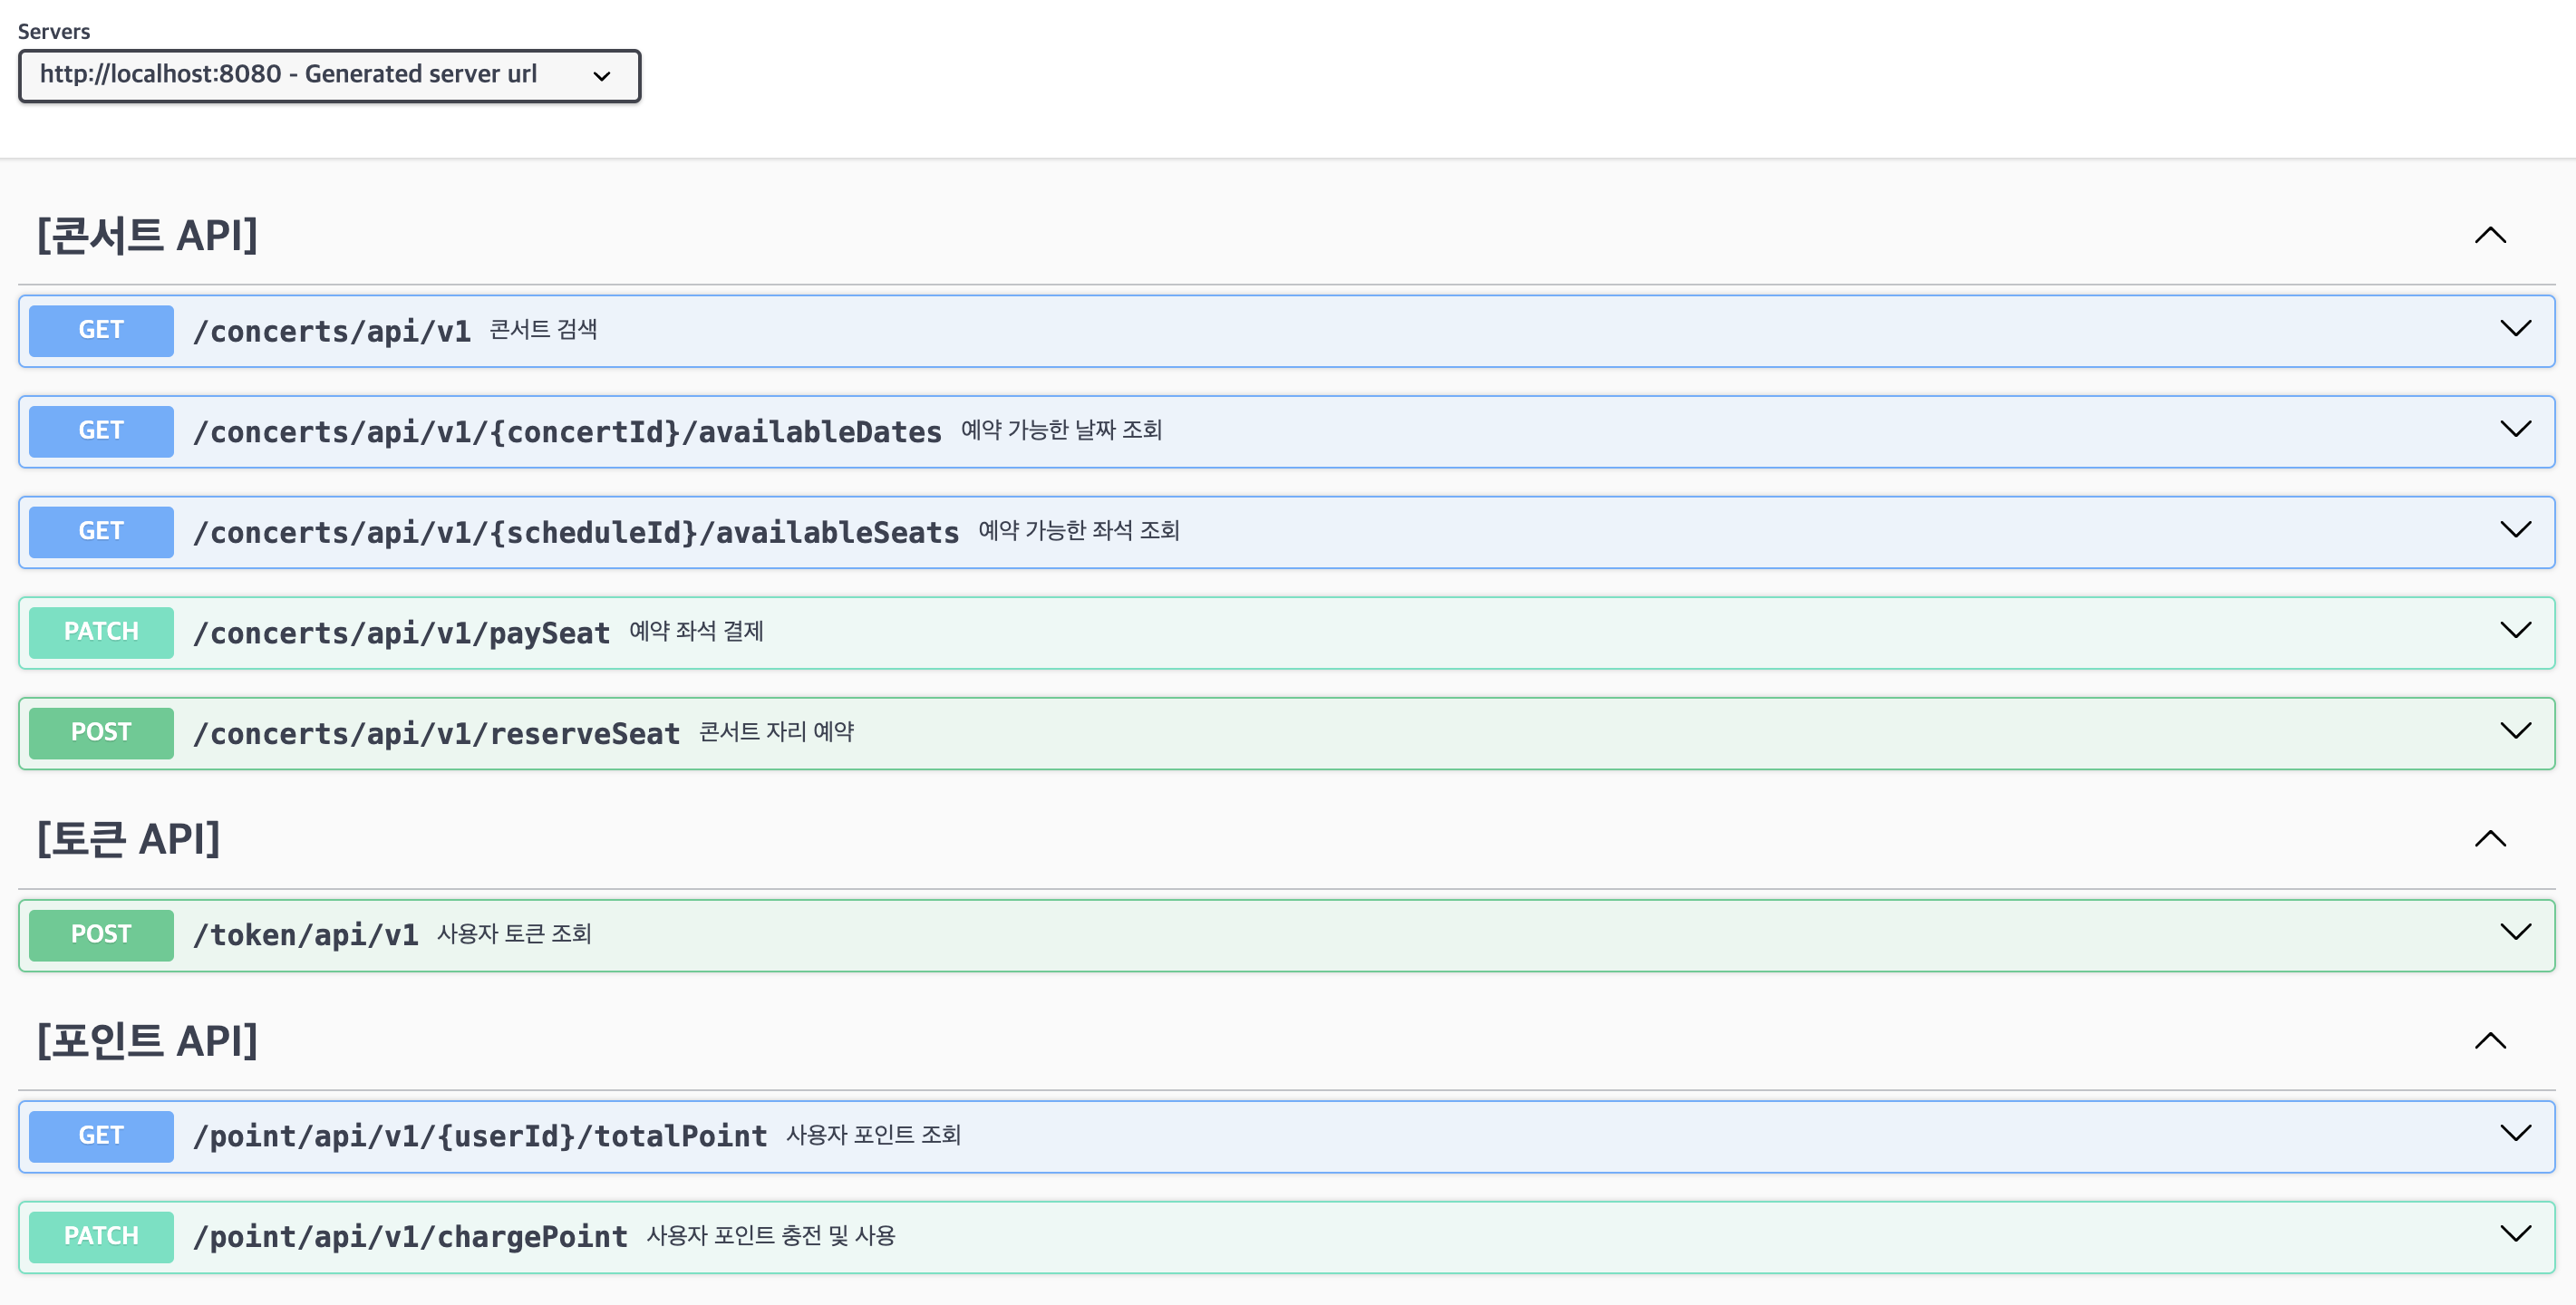 Servers
http://localhost:8080 - Generated server url
[콘서트 API]
GET /concerts/api/v1 콘서트 검색
GET /concerts/api/v1/{concertId}/availableDates 예약 가능한 날짜 조회
GET /concerts/api/v1/{scheduleId}/availableSeats 예약 가능한 좌석 조회
PATCH /concerts/api/v1/paySeat 예약 좌석 결제
POST /concerts/api/v1/reserveSeat 콘서트 자리 예약
[토큰 API]
POST /token/api/v1 사용자 토큰 조회
[포인트 API]
GET /point/api/v1/{userId}/totalPoint 사용자 포인트 조회
PATCH /point/api/v1/chargePoint 사용자 포인트 충전 및 사용